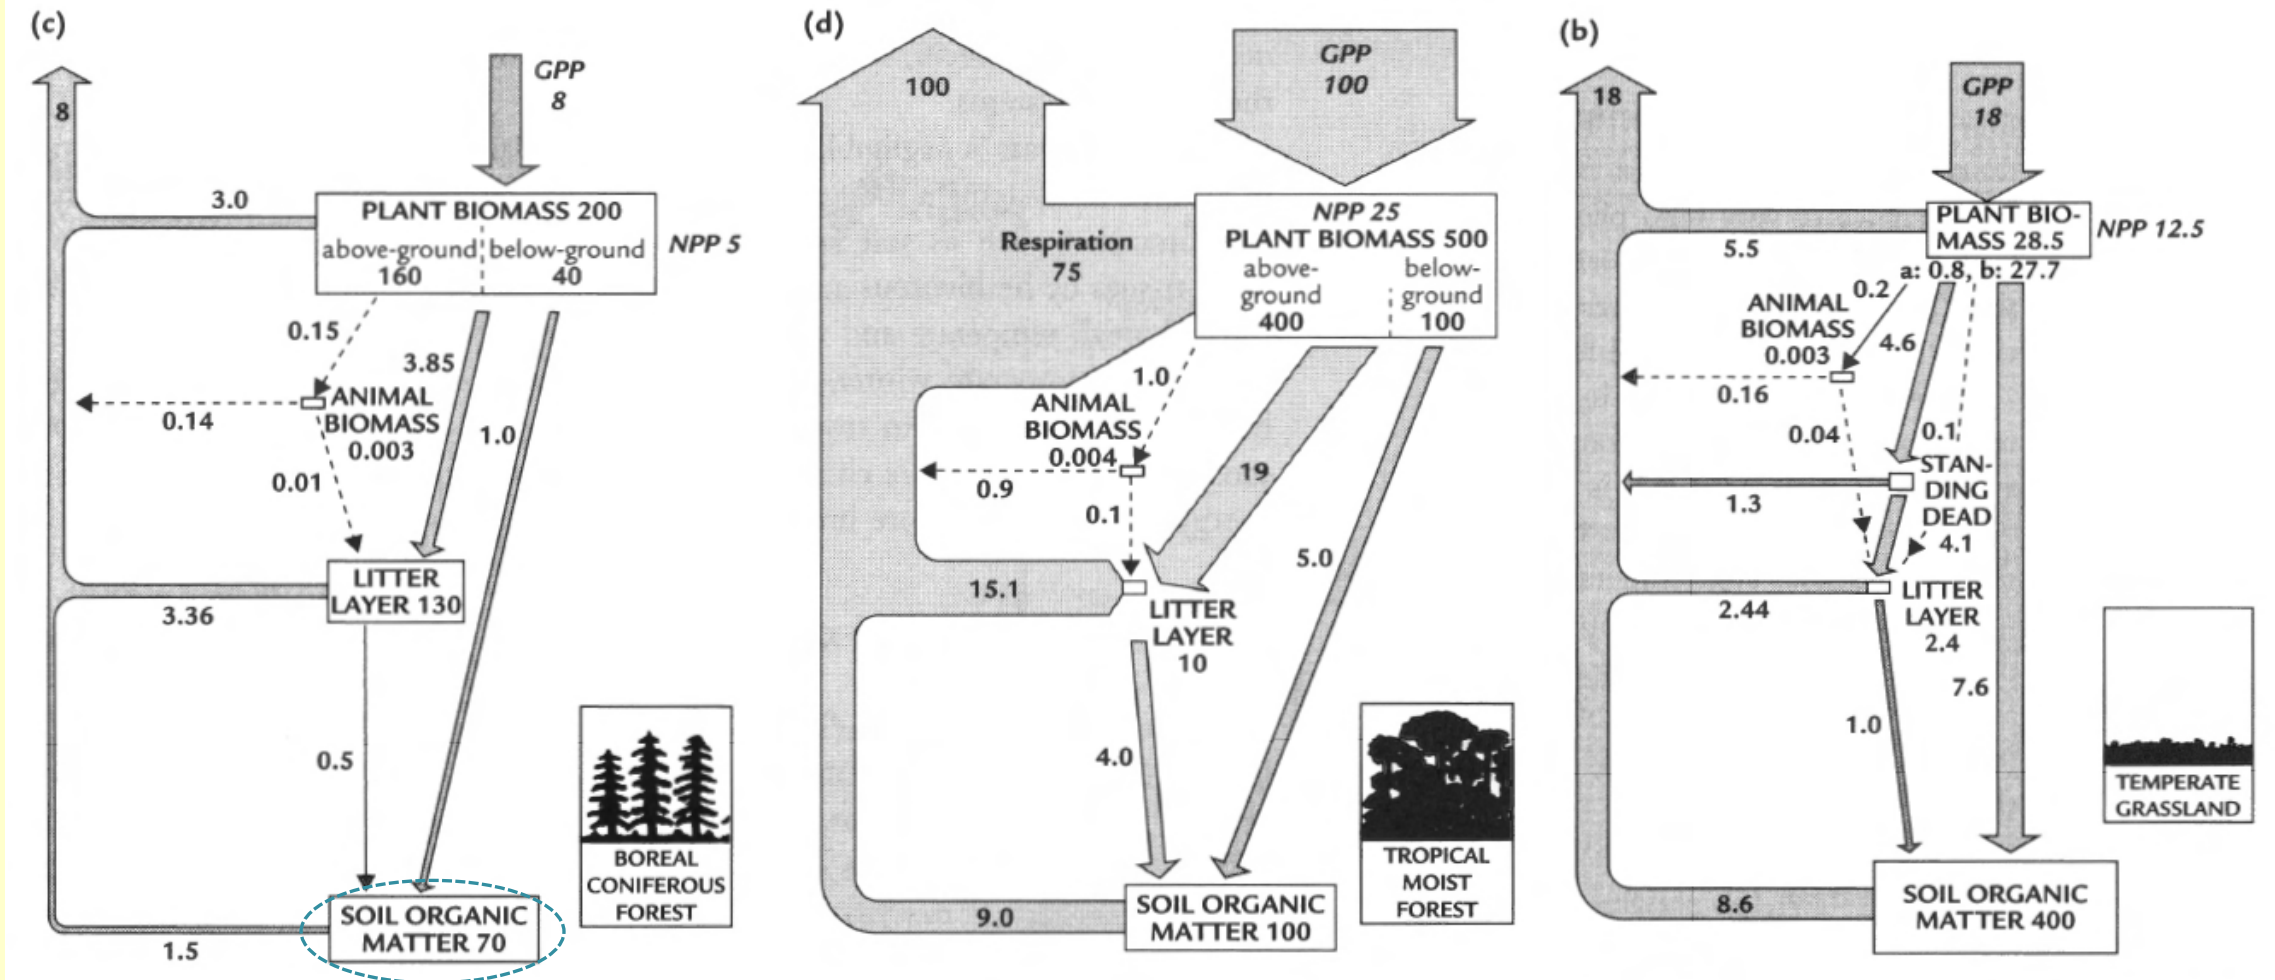 (c)
GPP
8
8
3.0
PLANT BIOMASS 200
above-ground
below-ground
160
40
NPP 5
0.15
3.85
ANIMAL
BIOMASS
0.003
0.14
1.0
0.01
LITTER
LAYER 130
3.36
0.5
BOREAL
CONIFEROUS
FOREST
SOIL ORGANIC
MATTER 70
1.5
(d)
100
GPP
100
NPP 25
PLANT BIOMASS 500
above-
ground
400
below-
ground
100
Respiration
75
1.0
ANIMAL
BIOMASS
0.004
0.9
19
0.1
15.1
5.0
LITTER
LAYER
10
4.0
TROPICAL
MOIST
FOREST
SOIL ORGANIC
MATTER 100
9.0
(b)
18
GPP
18
PLANT BIO-
MASS 28.5
NPP 12.5
5.5
a: 0.8, b: 27.7
0.2
ANIMAL
BIOMASS
0.003
4.6
0.16
0.04
0.1
STAN-
DING
DEAD
4.1
1.3
LITTER
LAYER
2.4
2.44
7.6
1.0
TEMPERATE
GRASSLAND
SOIL ORGANIC
MATTER 400
8.6